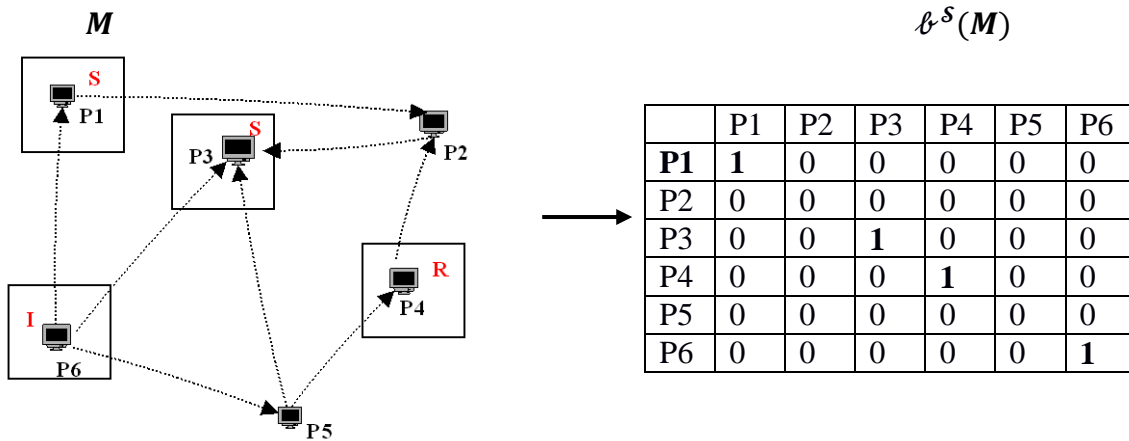 M
𝒷^S(M)
S
P1
S
P3
P2
R
P4
I
P6
P5
P1 P2 P3 P4 P5 P6
P1 1 0 0 0 0 0
P2 0 0 0 0 0 0
P3 0 0 1 0 0 0
P4 0 0 0 1 0 0
P5 0 0 0 0 0 0
P6 0 0 0 0 0 1